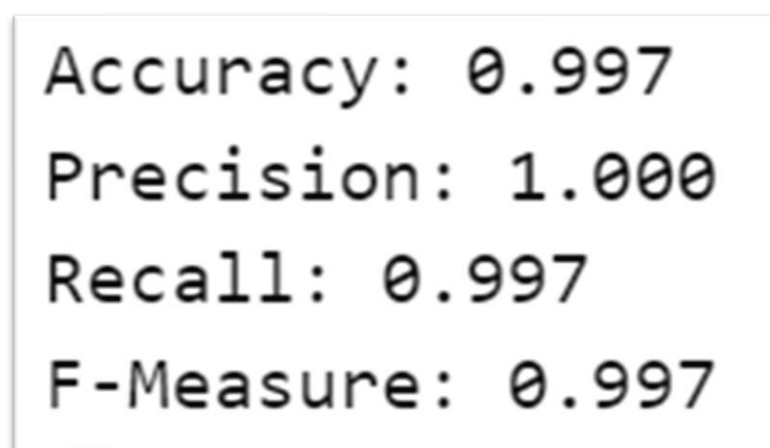 Accuracy: 0.997
Precision: 1.000
Recall: 0.997
F-Measure: 0.997